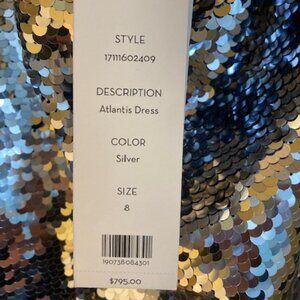 STYLE
17111602409
DESCRIPTION
Atlantis Dress
COLOR
Silver
SIZE
8
190738084301
$795.00